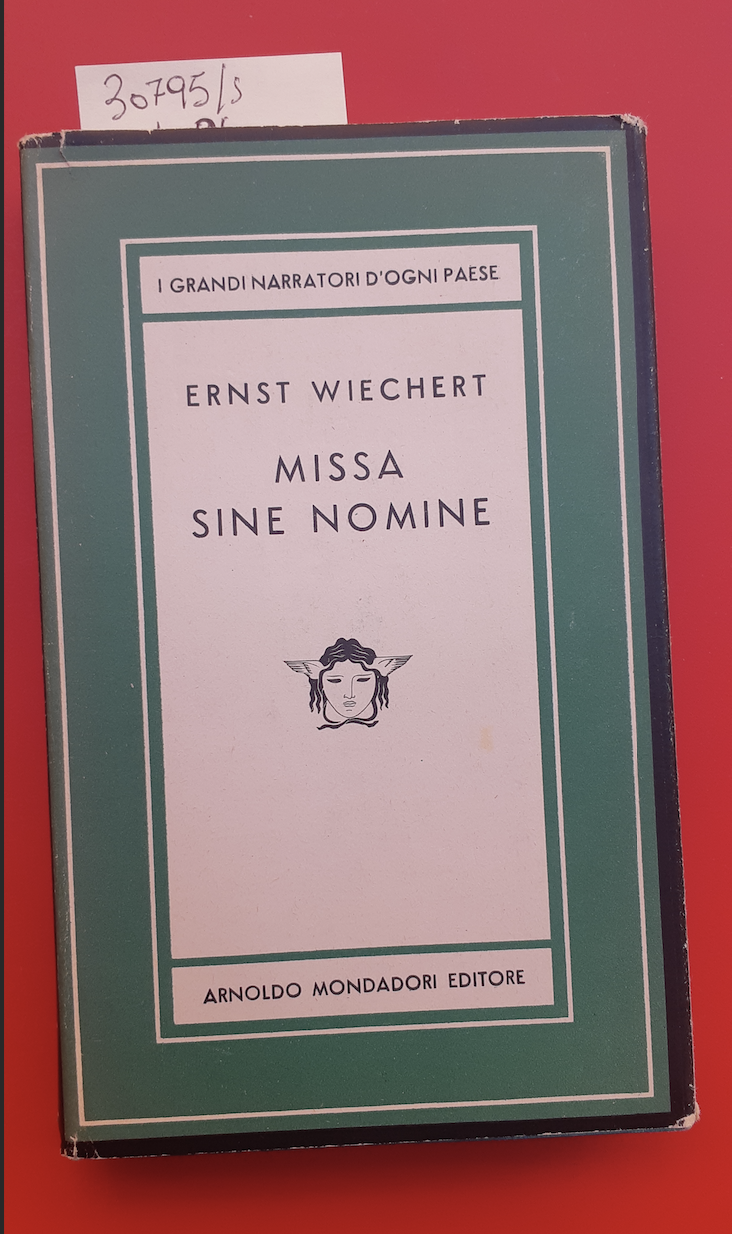 30795/s
I GRANDI NARRATORI D'OGNI PAESE
ERNST WIECHERT
MISSA
SINE NOMINE
ARNOLDO MONDADORI EDITORE